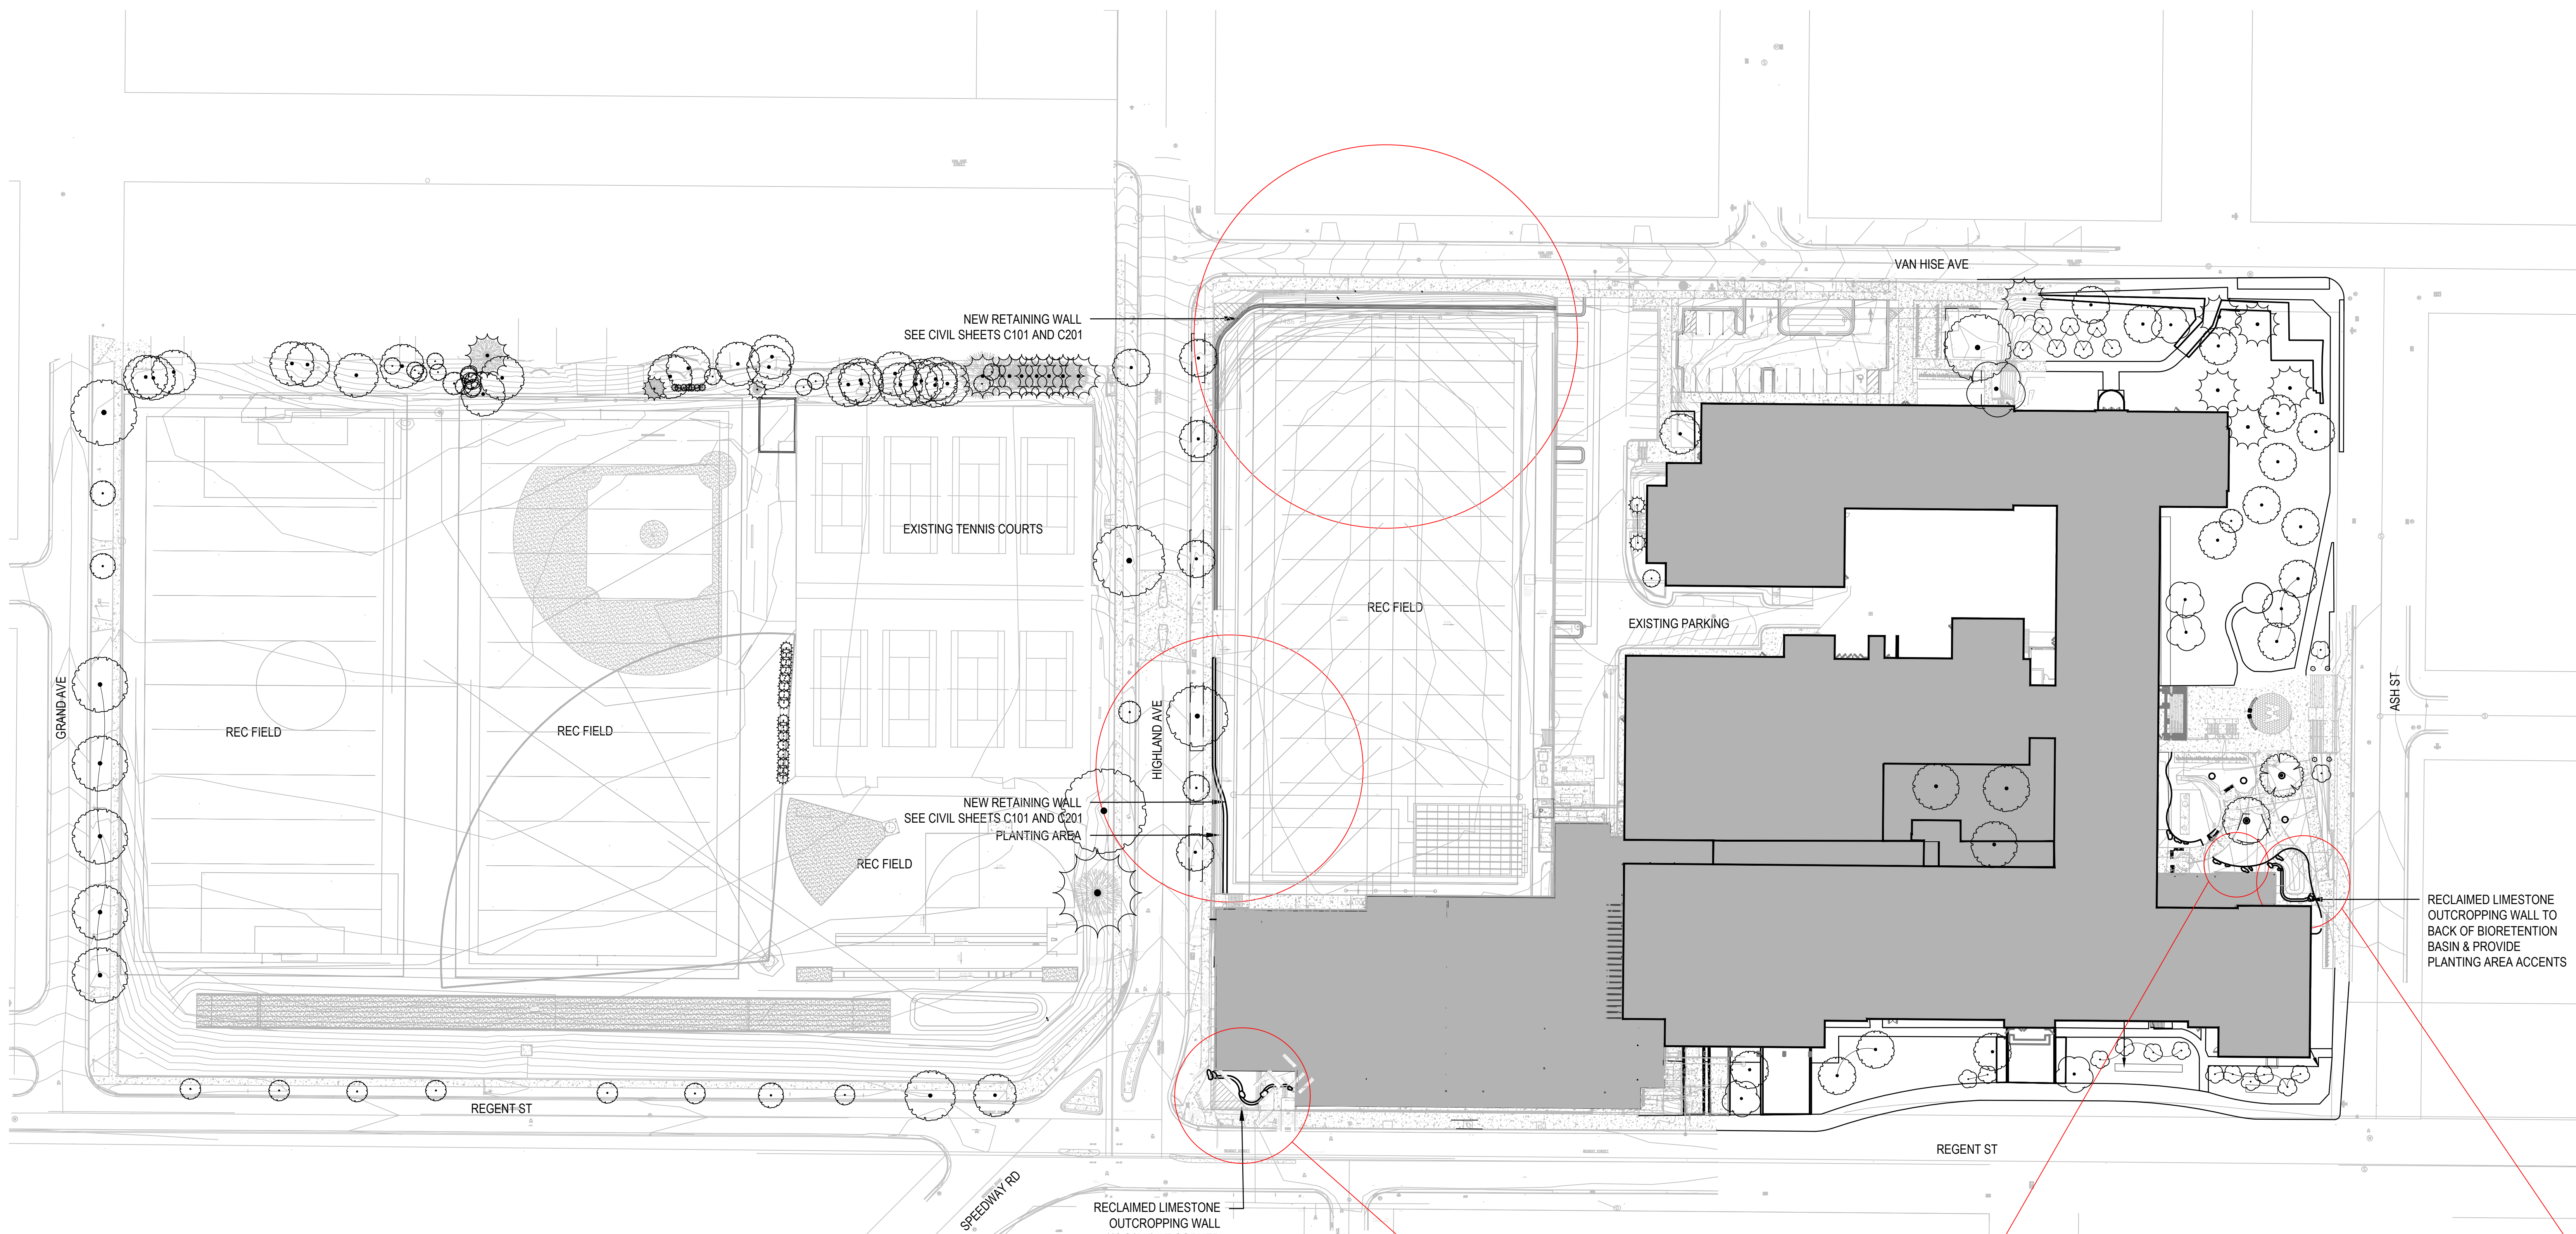 VAN HISE AVE
NEW RETAINING WALL
SEE CIVIL SHEETS C101 AND C201
EXISTING TENNIS COURTS
REC FIELD
EXISTING PARKING
GRAND AVE
REC FIELD
REC FIELD
HIGHLAND AVE
ASH ST
NEW RETAINING WALL
SEE CIVIL SHEETS C101 AND C201
PLANTING AREA
REC FIELD
RECLAIMED LIMESTONE
OUTCROPPING WALL TO
BACK OF BIORETENTION
BASIN & PROVIDE
PLANTING AREA ACCENTS
REGENT ST
REGENT ST
SPEEDWAY RD
RECLAIMED LIMESTONE
OUTCROPPING WALL